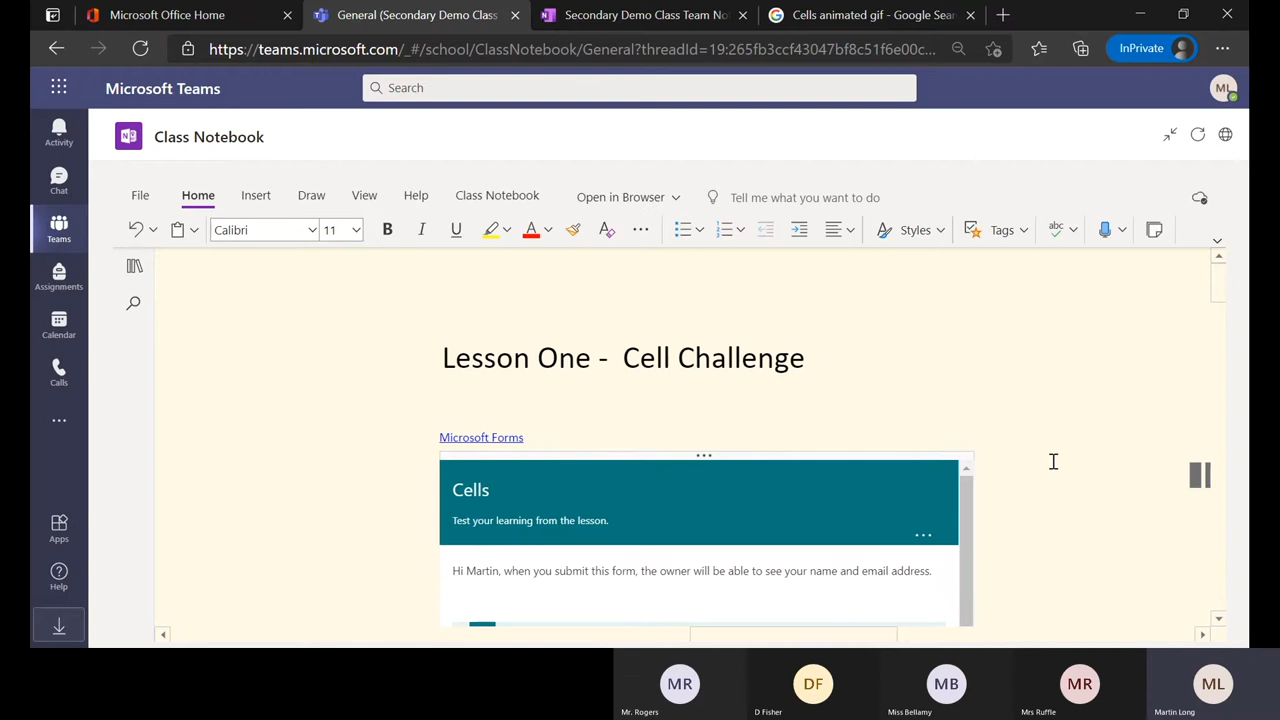 Microsoft Office Home
General (Secondary Demo Class
Secondary Demo Class Team No
Cells animated gif - Google Sear
https://teams.microsoft.com/_#/school/ClassNotebook/General?threadId=19:265fb3ccf43047bf8c51f6e00c...
InPrivate
Microsoft Teams
Search
ML
Activity
Chat
Teams
Assignments
Calendar
Calls
Apps
Help
N
Class Notebook
File Home Insert Draw View Help Class Notebook Open in Browser Tell me what you want to do
Calibri 11 B I U A A Styles Tags abc
Lesson One - Cell Challenge
Microsoft Forms
Cells
Test your learning from the lesson.
Hi Martin, when you submit this form, the owner will be able to see your name and email address.
MR DF MB MR ML
Mr. Rogers D Fisher Miss Bellamy Mrs Ruffle Martin Long